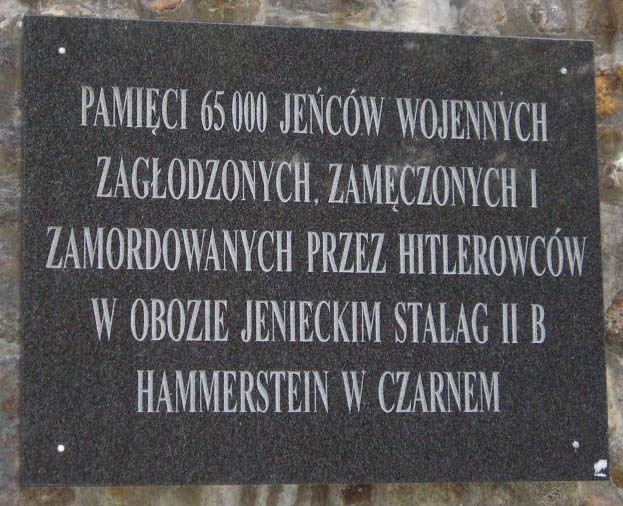 PAMIĘCI 65 000 JEŃCÓW WOJENNYCH
ZAGŁODZONYCH, ZAMĘCZONYCH I
ZAMORDOWANYCH PRZEZ HITLEROWCÓW
W OBOZIE JENIECKIM STALAG II B
HAMMERSTEIN W CZARNEM